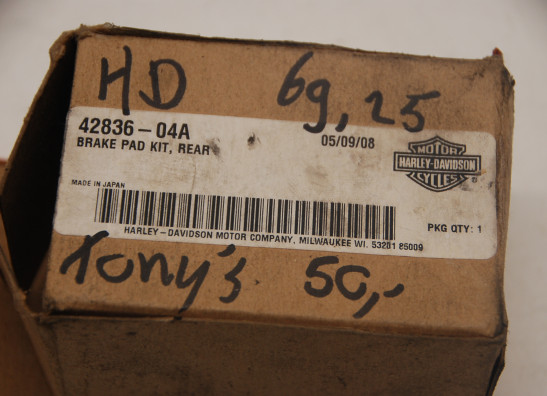 HD 69,25
42836-04A
BRAKE PAD KIT, REAR
05/09/08
MOTOR
HARLEY-DAVIDSON
CYCLES
®
MADE IN JAPAN
PKG QTY: 1
HARLEY-DAVIDSON MOTOR COMPANY, MILWAUKEE WI. 53201 85009
Tony's 50,-